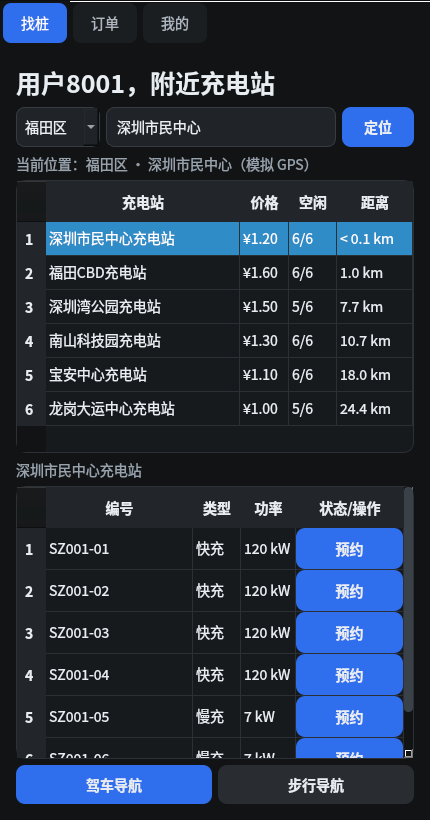 找桩 订单 我的
用户8001，附近充电站
福田区 深圳市民中心 定位
当前位置：福田区 · 深圳市民中心（模拟 GPS）
充电站 价格 空闲 距离
1 深圳市民中心充电站 ¥1.20 6/6 < 0.1 km
2 福田CBD充电站 ¥1.60 6/6 1.0 km
3 深圳湾公园充电站 ¥1.50 5/6 7.7 km
4 南山科技园充电站 ¥1.30 6/6 10.7 km
5 宝安中心充电站 ¥1.10 6/6 18.0 km
6 龙岗大运中心充电站 ¥1.00 5/6 24.4 km
深圳市民中心充电站
编号 类型 功率 状态/操作
1 SZ001-01 快充 120 kW 预约
2 SZ001-02 快充 120 kW 预约
3 SZ001-03 快充 120 kW 预约
4 SZ001-04 快充 120 kW 预约
5 SZ001-05 慢充 7 kW 预约
6 SZ001-06 慢充 7 kW 预约
驾车导航 步行导航